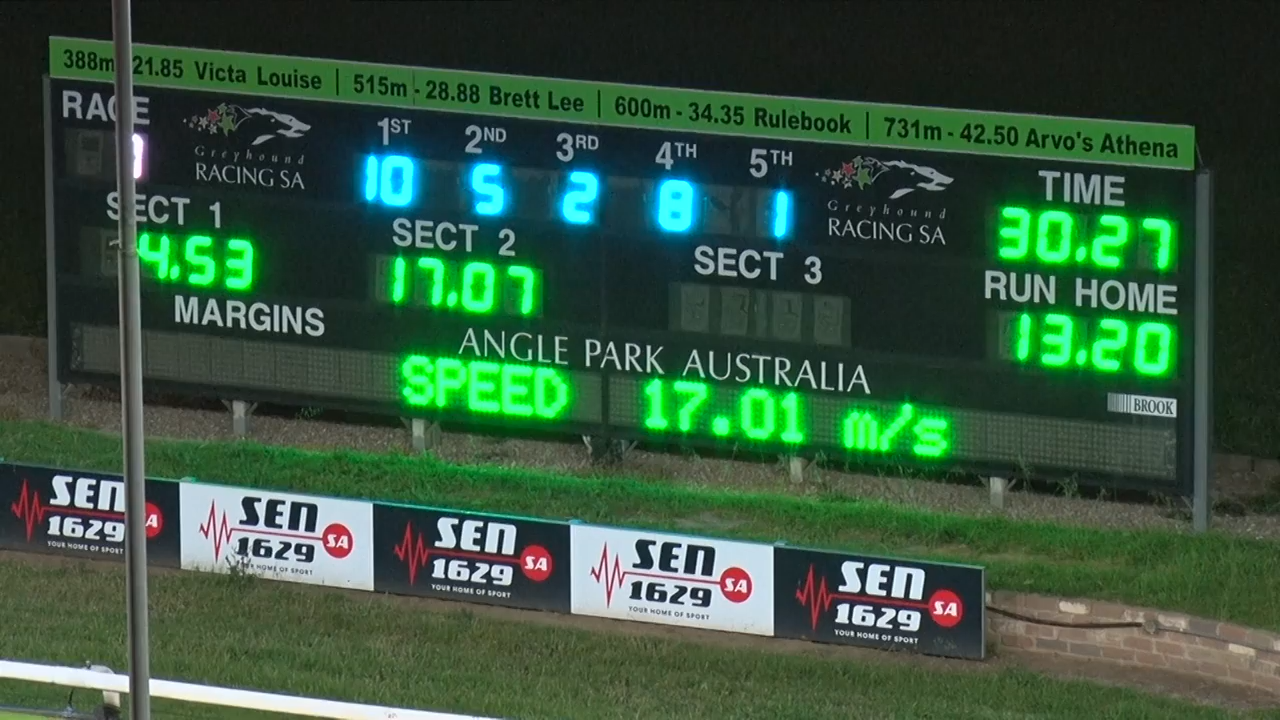 388m 21.85 Victa Louise | 515m - 28.88 Brett Lee | 600m - 34.35 Rulebook | 731m - 42.50 Arvo's Athena
RACE
Greyhound
RACING SA
1ST 2ND 3RD 4TH 5TH
10 5 2 8 1
Greyhound
RACING SA
TIME
30.27
SECT 1
4.53
SECT 2
17.07
SECT 3
RUN HOME
13.20
MARGINS
ANGLE PARK AUSTRALIA
SPEED 17.01 m/s
BROOK
SEN
1629 SA
YOUR HOME OF SPORT
SEN
1629 SA
YOUR HOME OF SPORT
SEN
1629 SA
YOUR HOME OF SPORT
SEN
1629 SA
YOUR HOME OF SPORT
SEN
1629 SA
YOUR HOME OF SPORT